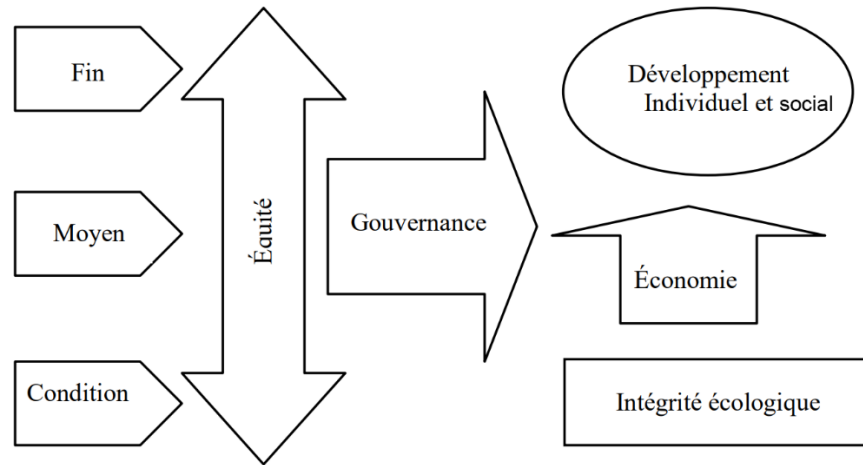 Fin
Développement
Individuel et social
Équité
Moyen
Gouvernance
Économie
Condition
Intégrité écologique